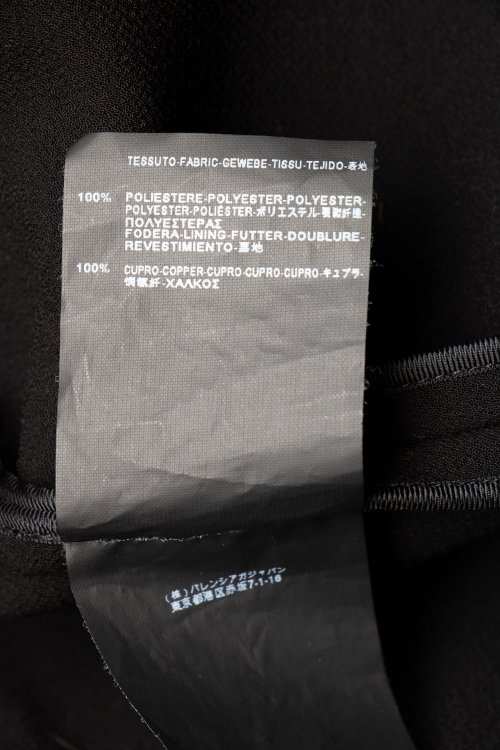 TESSUTO-FABRIC-GEWEBE-TISSU-TEJIDO-表地
100% POLIESTERE-POLYESTER-POLYESTER-
POLYESTER-POLIÉSTER-ポリエステル-聚酯纤维-
ΠΟΛΥΕΣΤΕΡΑΣ
FODERA-LINING-FUTTER-DOUBLURE-
REVESTIMIENTO-裏地
100% CUPRO-COPPER-CUPRO-CUPRO-CUPRO-キュプラ-
铜氨纤-ΧΑΛΚΟΣ
(株)バレンシアガジャパン
東京都港区赤坂7-1-16